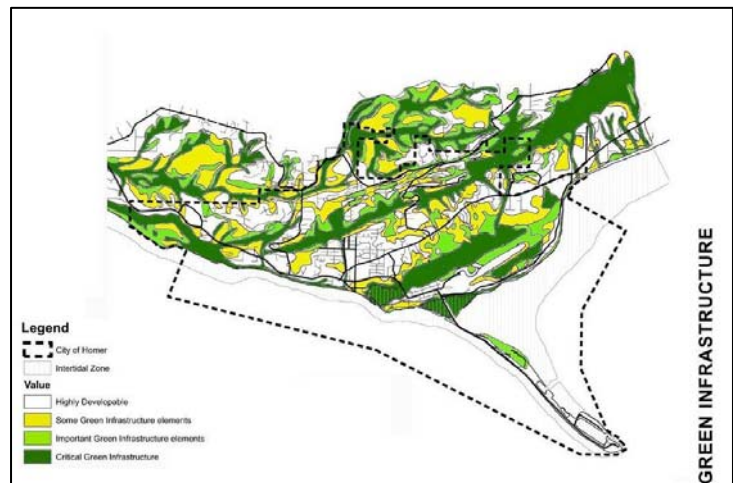 Legend
City of Homer
Intertidal Zone
Value
Highly Developable
Some Green Infrastructure elements
Important Green Infrastructure elements
Critical Green Infrastructure
GREEN INFRASTRUCTURE